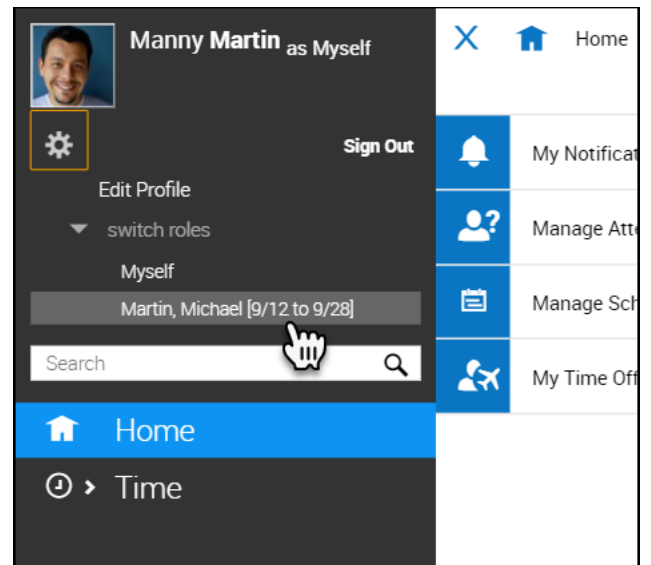 Manny Martin as Myself
Sign Out
Edit Profile
switch roles
Myself
Martin, Michael [9/12 to 9/28]
Search
Home
Time
Home
My Notificat
Manage Atte
Manage Sch
My Time Off